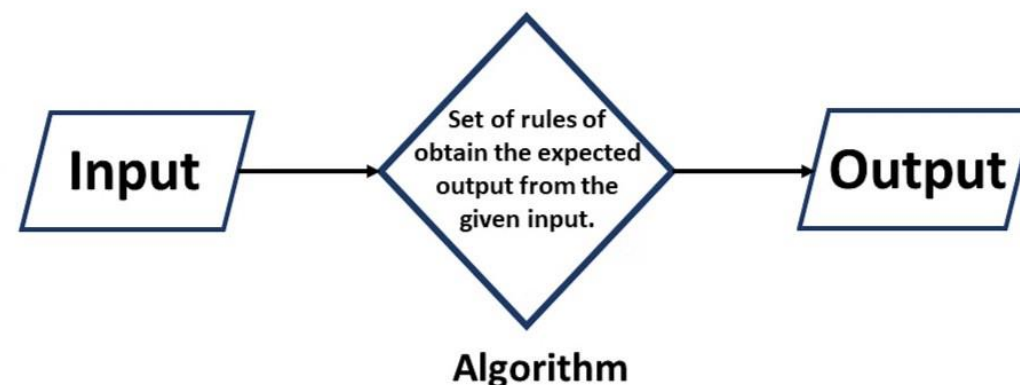 Input
Set of rules of
obtain the expected
output from the
given input.
Output
Algorithm